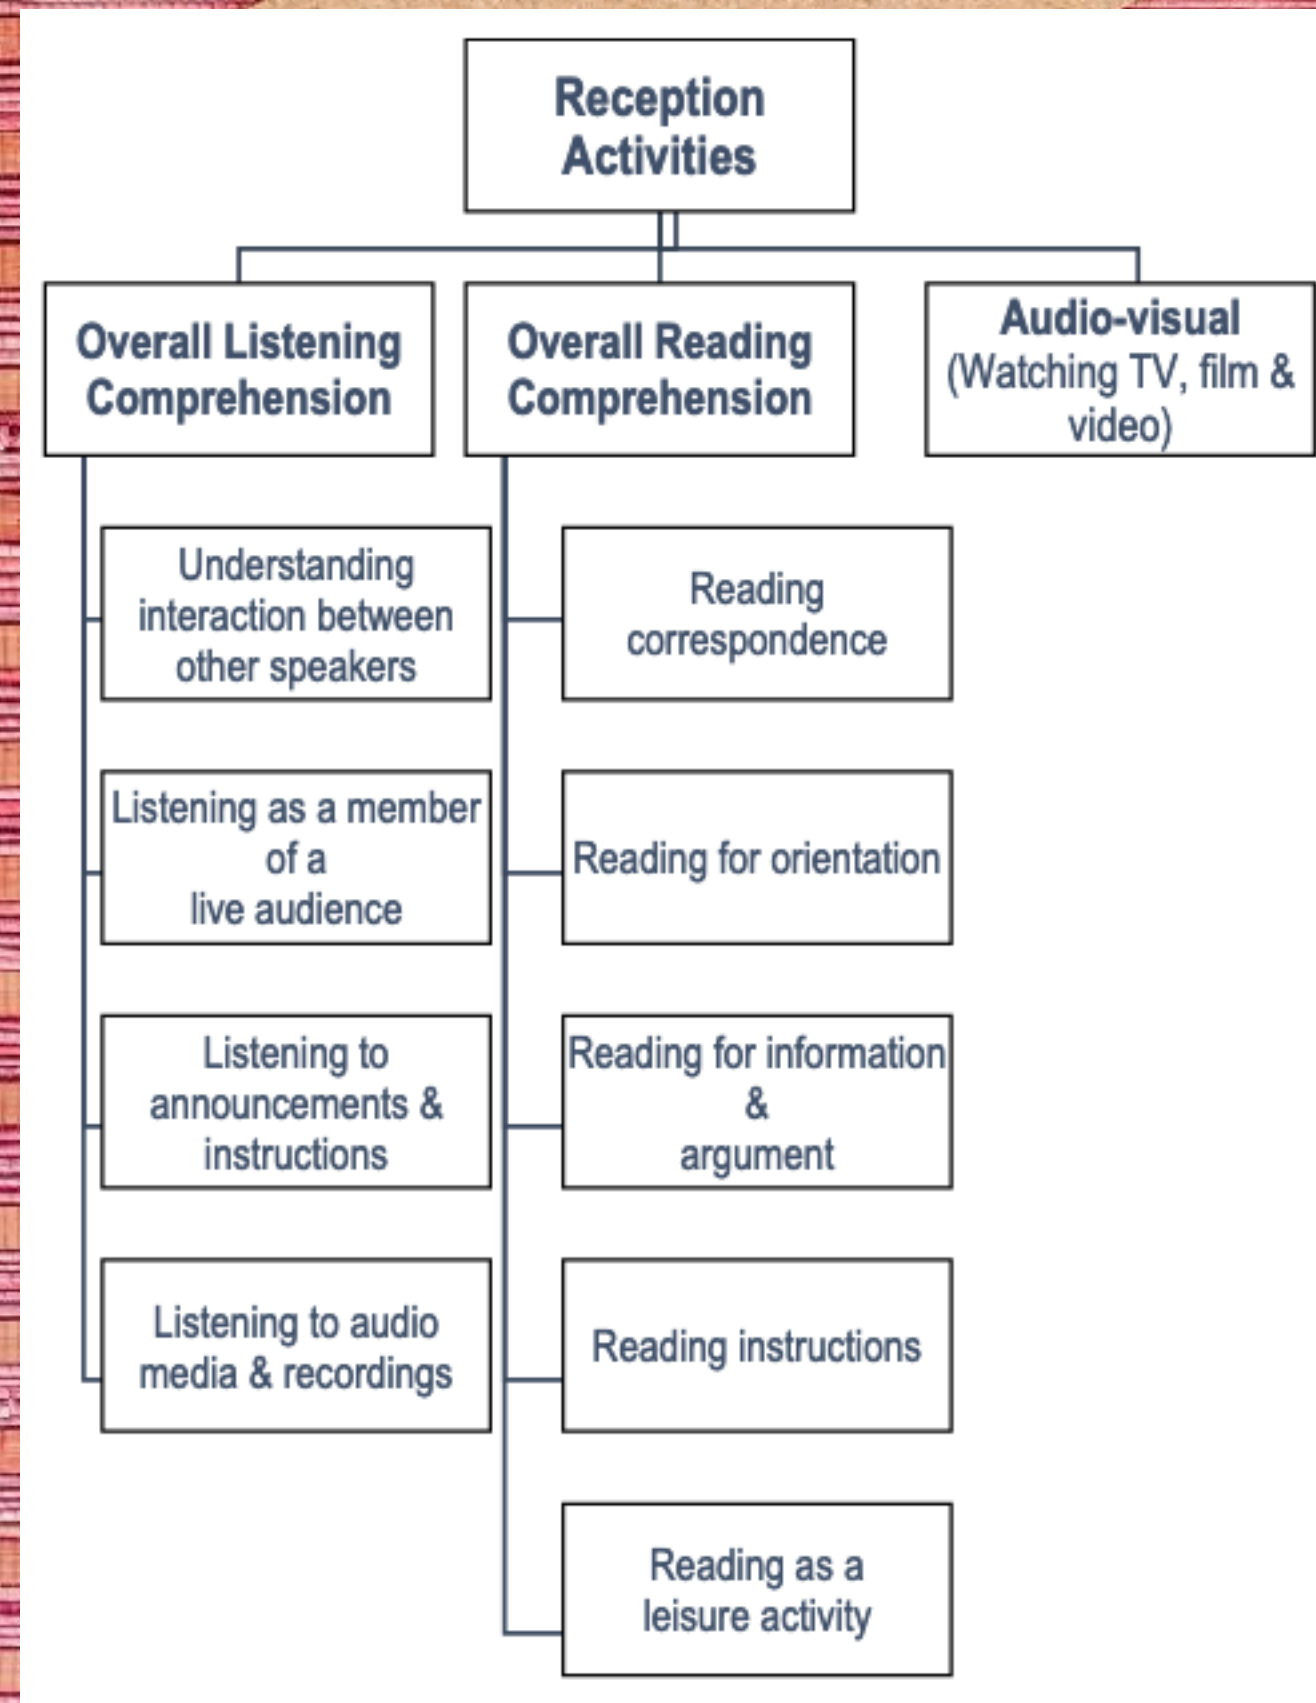 Reception
Activities
Overall Listening
Comprehension
Overall Reading
Comprehension
Audio-visual
(Watching TV, film &
video)
Understanding
interaction between
other speakers
Listening as a member
of a
live audience
Listening to
announcements &
instructions
Listening to audio
media & recordings
Reading
correspondence
Reading for orientation
Reading for information
&
argument
Reading instructions
Reading as a
leisure activity